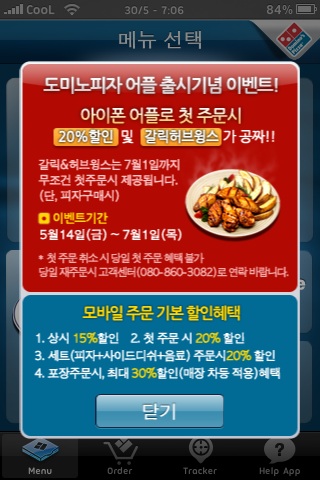 CooL
30/5 - 7:06
84%
메뉴 선택
Domino's Pizza
도미노피자 어플 출시기념 이벤트!
아이폰 어플로 첫 주문시
20%할인 및 갈릭허브윙스 가 공짜!!
갈릭&허브윙스는 7월1일까지
무조건 첫주문시 제공됩니다.
(단, 피자구매시)
이벤트기간
5월14일(금) ~ 7월1일(목)
* 첫 주문 취소 시 당일 첫 주문 혜택 불가
당일 재주문시 고객센터(080-860-3082)로 연락 바랍니다.
모바일 주문 기본 할인혜택
1. 상시 15%할인 2. 첫 주문 시 20% 할인
3. 세트(피자+사이드디쉬+음료) 주문시20% 할인
4. 포장주문시, 최대 30%할인(매장 차등 적용)혜택
닫기
Menu
Order
Tracker
Help App